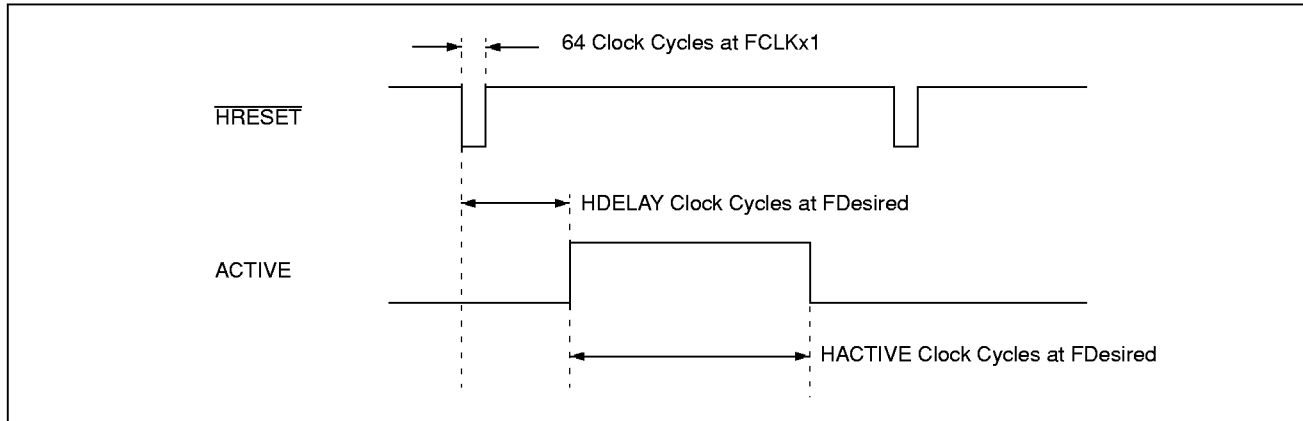 64 Clock Cycles at FCLKx1
HRESET
HDELAY Clock Cycles at FDesired
ACTIVE
HACTIVE Clock Cycles at FDesired